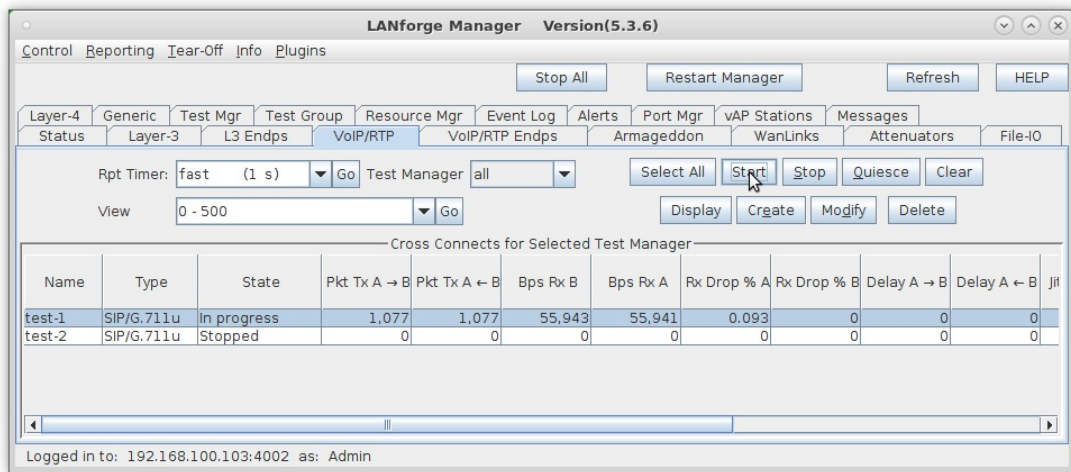 LANforge Manager Version(5.3.6)
Control Reporting Tear-Off Info Plugins
Stop All Restart Manager Refresh HELP
Layer-4 Generic Test Mgr Test Group Resource Mgr Event Log Alerts Port Mgr vAP Stations Messages
Status Layer-3 L3 Endps VoIP/RTP VoIP/RTP Endps Armageddon WanLinks Attenuators File-IO
Rpt Timer: fast (1 s) Go Test Manager all Select All Start Stop Quiesce Clear
View 0 - 500 Go Display Create Modify Delete
Cross Connects for Selected Test Manager
Name Type State Pkt Tx A → B Pkt Tx A ← B Bps Rx B Bps Rx A Rx Drop % A Rx Drop % B Delay A → B Delay A ← B Jit
test-1 SIP/G.711u In progress 1,077 1,077 55,943 55,941 0.093 0 0 0
test-2 SIP/G.711u Stopped 0 0 0 0 0 0 0 0
Logged in to: 192.168.100.103:4002 as: Admin